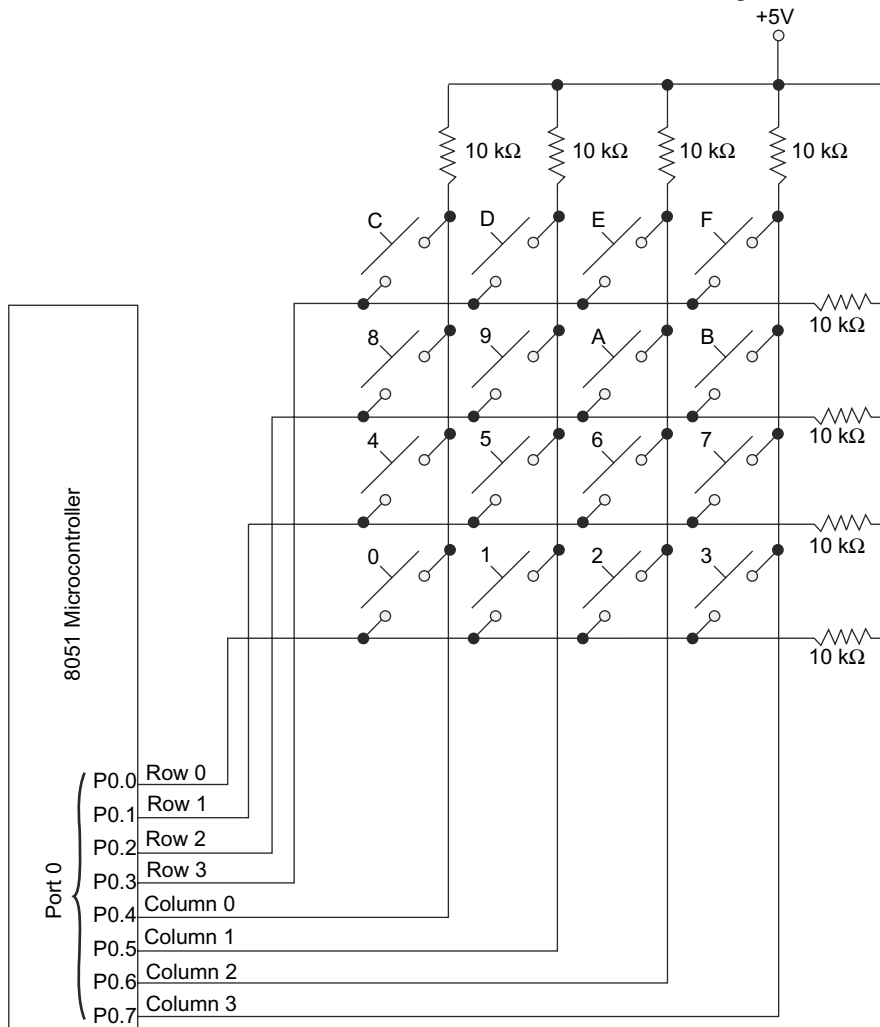 +5V
10 kΩ 10 kΩ 10 kΩ 10 kΩ
C D E F
10 kΩ
8 9 A B
10 kΩ
4 5 6 7
10 kΩ
0 1 2 3
10 kΩ
8051 Microcontroller
Port 0
P0.0 Row 0
P0.1 Row 1
P0.2 Row 2
P0.3 Row 3
P0.4 Column 0
P0.5 Column 1
P0.6 Column 2
P0.7 Column 3